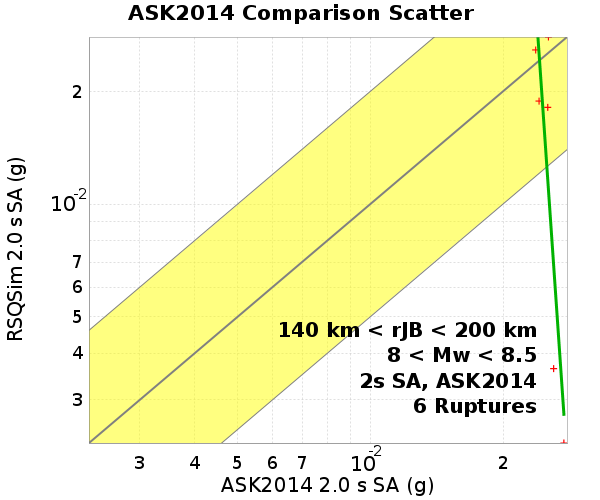 ASK2014 Comparison Scatter
RSQSim 2.0 s SA (g)
2
10-2
7
6
5
4
3
140 km < rJB < 200 km
8 < Mw < 8.5
2s SA, ASK2014
6 Ruptures
3 4 5 6 7 10-2 2
ASK2014 2.0 s SA (g)